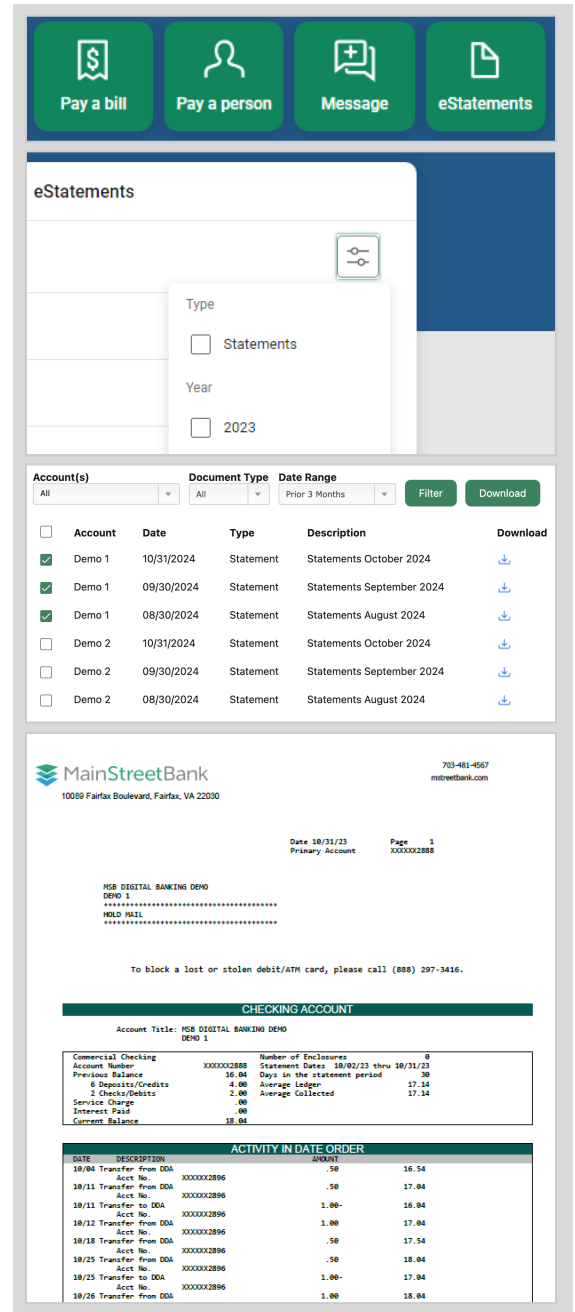 Pay a bill Pay a person Message eStatements
eStatements
Type
Statements
Year
2023
Account(s) Document Type Date Range
All All Prior 3 Months Filter Download
Account Date Type Description Download
Demo 1 10/31/2024 Statement Statements October 2024
Demo 1 09/30/2024 Statement Statements September 2024
Demo 1 08/30/2024 Statement Statements August 2024
Demo 2 10/31/2024 Statement Statements October 2024
Demo 2 09/30/2024 Statement Statements September 2024
Demo 2 08/30/2024 Statement Statements August 2024
MainStreetBank 703-481-4567
mstreetbank.com
10089 Fairfax Boulevard, Fairfax, VA 22030
Date 10/31/23 Page 1
Primary Account XXXXXX2888
MSB DIGITAL BANKING DEMO
DEMO 1
****************************************
HOLD MAIL
****************************************
To block a lost or stolen debit/ATM card, please call (888) 297-3416.
CHECKING ACCOUNT
Account Title: MSB DIGITAL BANKING DEMO
DEMO 1
Commercial Checking Number of Enclosures 0
Account Number XXXXXX2888 Statement Dates 10/02/23 thru 10/31/23
Previous Balance 16.04 Days in the statement period 30
6 Deposits/Credits 4.00 Average Ledger 17.14
2 Checks/Debits 2.00 Average Collected 17.14
Service Charge .00
Interest Paid .00
Current Balance 18.04
ACTIVITY IN DATE ORDER
DATE DESCRIPTION AMOUNT
10/04 Transfer from DDA .50 16.54
Acct No. XXXXXX2896
10/11 Transfer from DDA .50 17.04
Acct No. XXXXXX2896
10/11 Transfer to DDA 1.00- 16.04
Acct No. XXXXXX2896
10/12 Transfer from DDA 1.00 17.04
Acct No. XXXXXX2896
10/18 Transfer from DDA .50 17.54
Acct No. XXXXXX2896
10/25 Transfer from DDA .50 18.04
Acct No. XXXXXX2896
10/25 Transfer to DDA 1.00- 17.04
Acct No. XXXXXX2896
10/26 Transfer from DDA 1.00 18.04